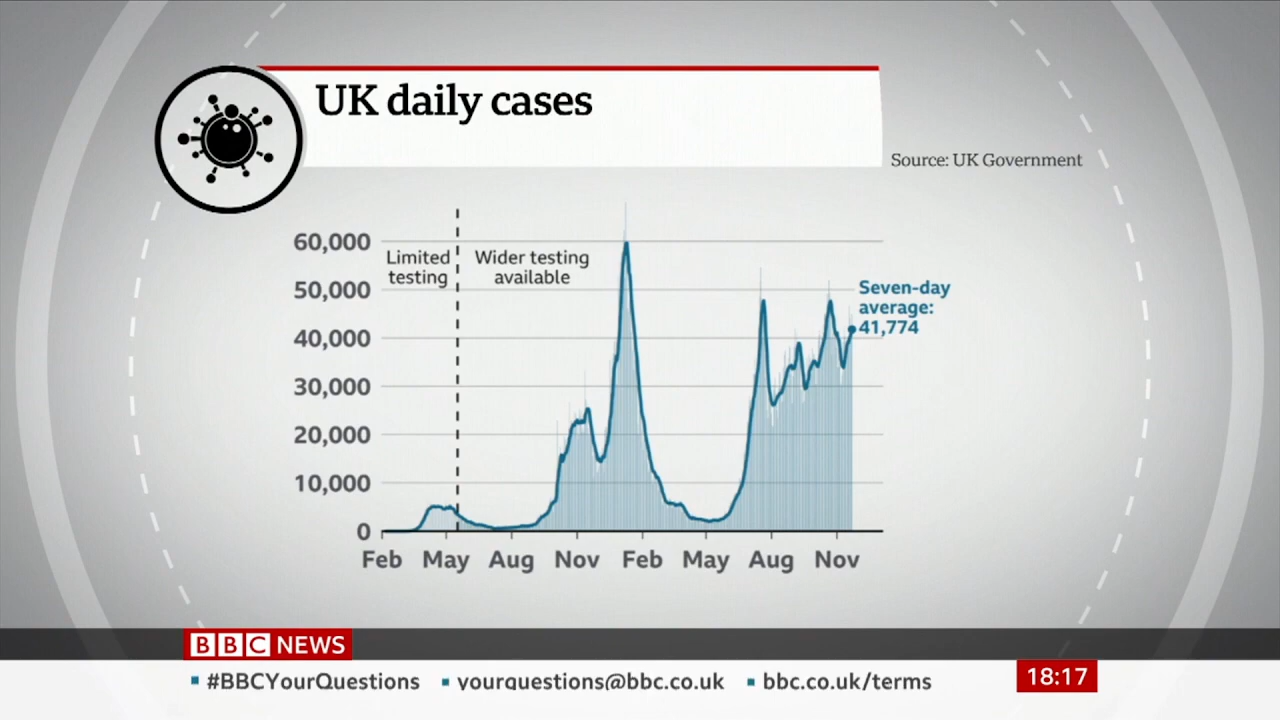 UK daily cases
Source: UK Government
60,000
50,000
40,000
30,000
20,000
10,000
0
Limited
testing
Wider testing
available
Seven-day
average:
41,774
Feb May Aug Nov Feb May Aug Nov
BBC NEWS
#BBCYourQuestions yourquestions@bbc.co.uk bbc.co.uk/terms
18:17